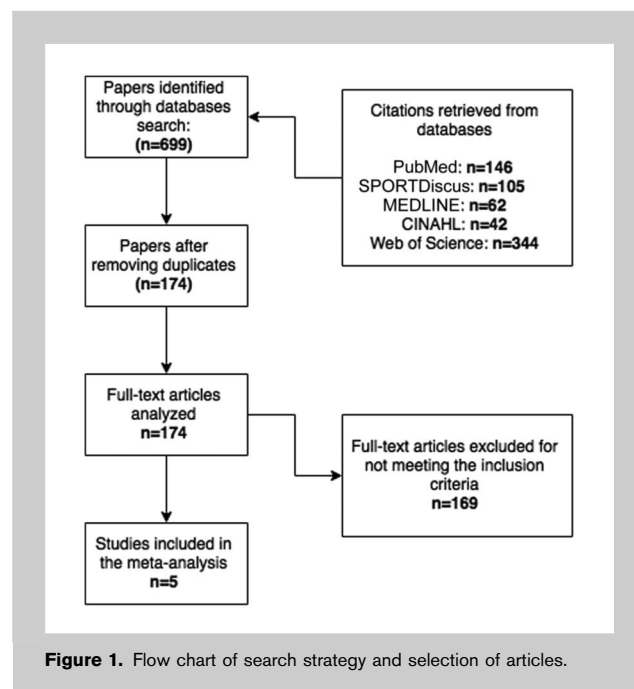 Papers identified
through databases
search:
(n=699)
Citations retrieved from
databases
PubMed: n=146
SPORTDiscus: n=105
MEDLINE: n=62
CINAHL: n=42
Web of Science: n=344
Papers after
removing duplicates
(n=174)
Full-text articles
analyzed
n=174
Full-text articles excluded for
not meeting the inclusion
criteria
n=169
Studies included in
the meta-analysis
n=5
Figure 1. Flow chart of search strategy and selection of articles.